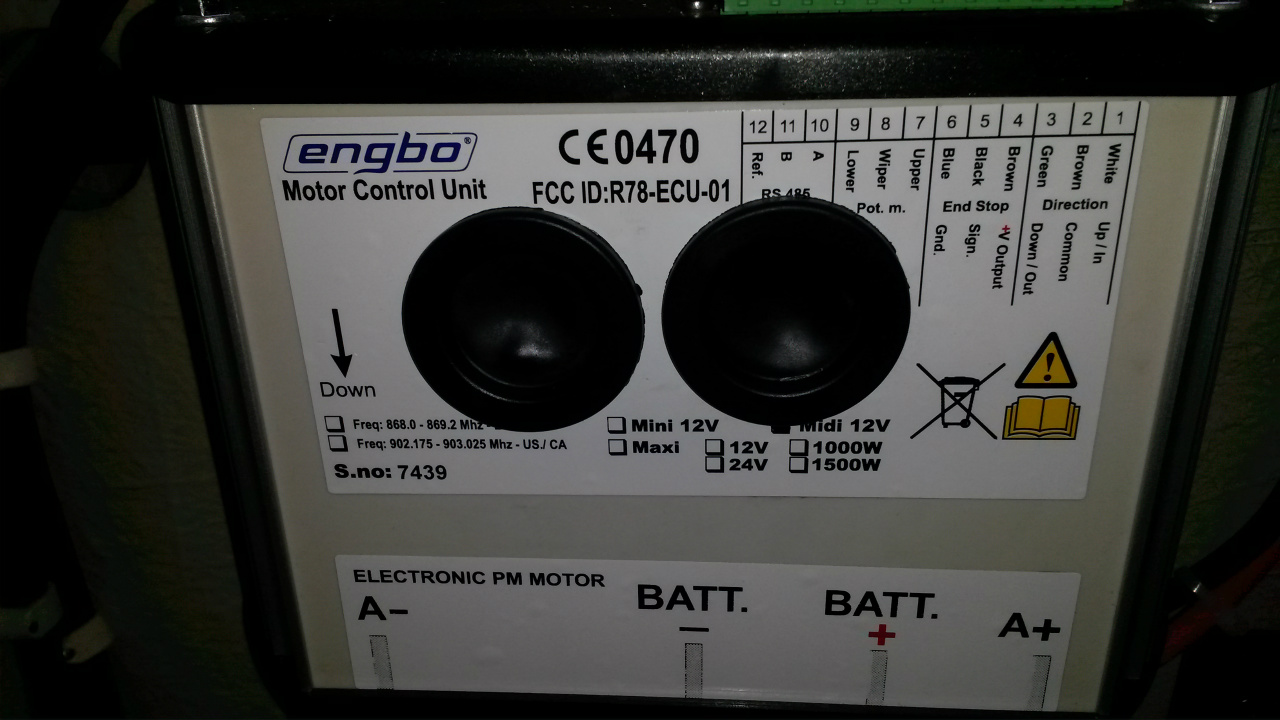 engbo®
Motor Control Unit
CE0470
FCC ID:R78-ECU-01
12 11 10 9 8 7 6 5 4 3 2 1
Ref. B A Lower Wiper Upper Blue Black Brown Green Brown White
RS 485 Pot. m. End Stop Direction
Gnd. Sign. +V Output Down / Out Common Up / In
Down
Freq: 868.0 - 869.2 Mhz -
Freq: 902.175 - 903.025 Mhz - US./ CA
S.no: 7439
Mini 12V Midi 12V
Maxi 12V 1000W
24V 1500W
ELECTRONIC PM MOTOR
A- BATT. BATT. A+
- +